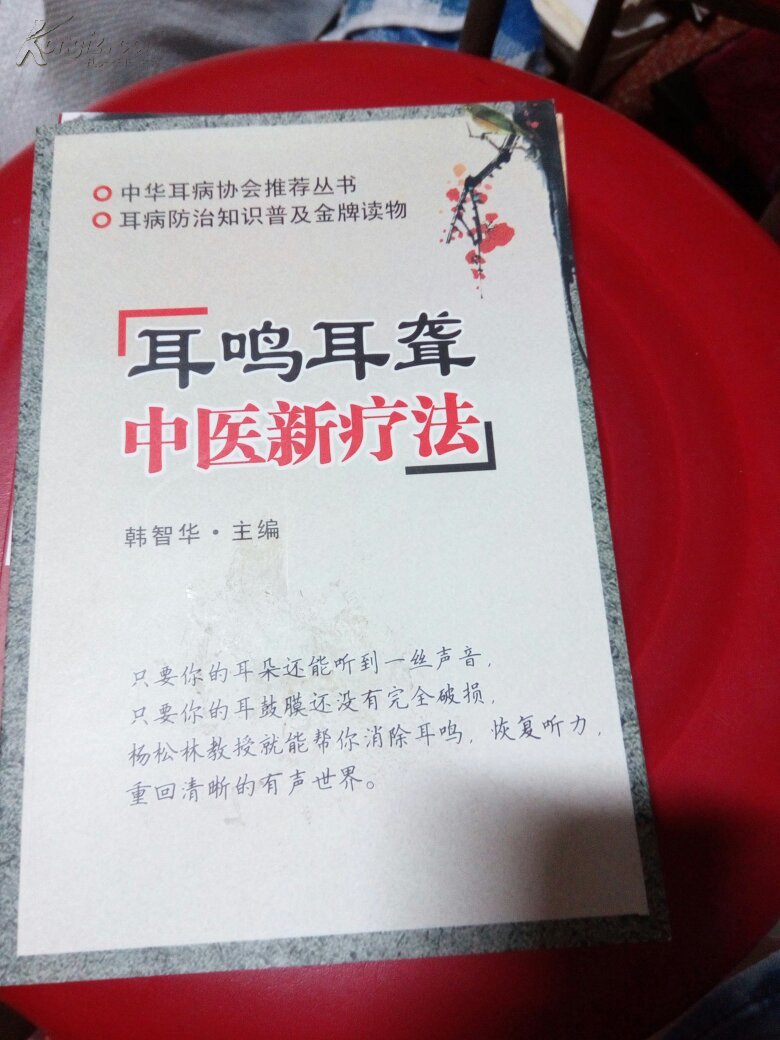 中华耳病协会推荐丛书
耳病防治知识普及金牌读物
耳鸣耳聋
中医新疗法
韩智华·主编
只要你的耳朵还能听到一丝声音，
只要你的耳鼓膜还没有完全破损，
杨松林教授就能帮你消除耳鸣，恢复听力，
重回清晰的有声世界。